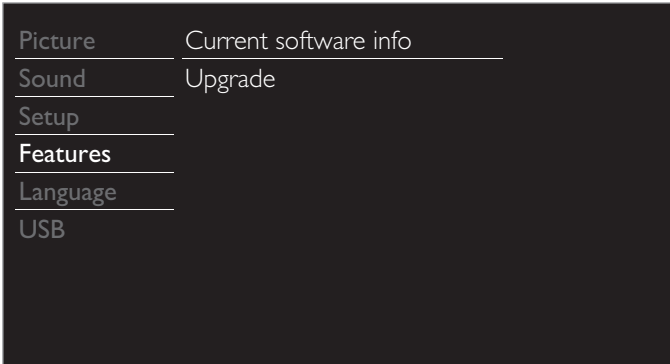 Picture
Sound
Setup
Features
Language
USB
Current software info
Upgrade